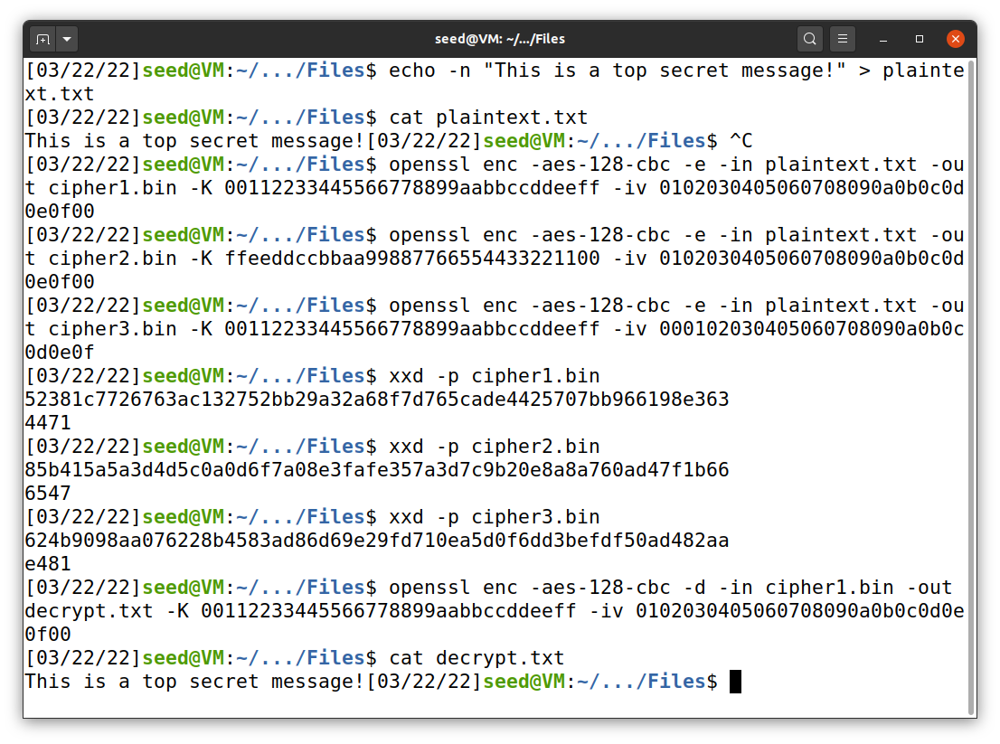 seed@VM: ~/.../Files
[03/22/22]seed@VM:~/.../Files$ echo -n "This is a top secret message!" > plainte
xt.txt
[03/22/22]seed@VM:~/.../Files$ cat plaintext.txt
This is a top secret message![03/22/22]seed@VM:~/.../Files$ ^C
[03/22/22]seed@VM:~/.../Files$ openssl enc -aes-128-cbc -e -in plaintext.txt -ou
t cipher1.bin -K 00112233445566778899aabbccddeeff -iv 0102030405060708090a0b0c0d
0e0f00
[03/22/22]seed@VM:~/.../Files$ openssl enc -aes-128-cbc -e -in plaintext.txt -ou
t cipher2.bin -K ffeeddccbbaa99887766554433221100 -iv 0102030405060708090a0b0c0d
0e0f00
[03/22/22]seed@VM:~/.../Files$ openssl enc -aes-128-cbc -e -in plaintext.txt -ou
t cipher3.bin -K 00112233445566778899aabbccddeeff -iv 000102030405060708090a0b0c
0d0e0f
[03/22/22]seed@VM:~/.../Files$ xxd -p cipher1.bin
52381c7726763ac132752bb29a32a68f7d765cade4425707bb966198e363
4471
[03/22/22]seed@VM:~/.../Files$ xxd -p cipher2.bin
85b415a5a3d4d5c0a0d6f7a08e3fafe357a3d7c9b20e8a8a760ad47f1b66
6547
[03/22/22]seed@VM:~/.../Files$ xxd -p cipher3.bin
624b9098aa076228b4583ad86d69e29fd710ea5d0f6dd3befdf50ad482aa
e481
[03/22/22]seed@VM:~/.../Files$ openssl enc -aes-128-cbc -d -in cipher1.bin -out
decrypt.txt -K 00112233445566778899aabbccddeeff -iv 0102030405060708090a0b0c0d0e
0f00
[03/22/22]seed@VM:~/.../Files$ cat decrypt.txt
This is a top secret message![03/22/22]seed@VM:~/.../Files$